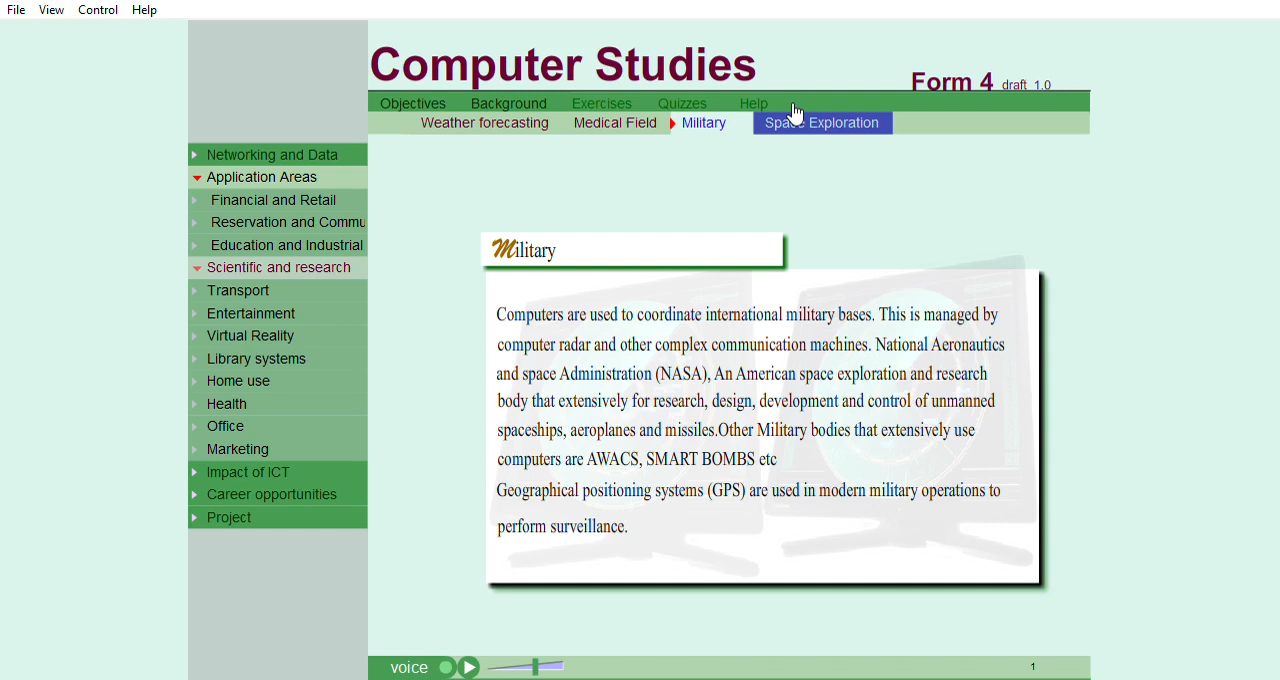 File View Control Help
Computer Studies
Form 4 draft 1.0
Objectives Background Exercises Quizzes Help
Weather forecasting Medical Field Military Space Exploration
Networking and Data
Application Areas
Financial and Retail
Reservation and Commu
Education and Industrial
Scientific and research
Transport
Entertainment
Virtual Reality
Library systems
Home use
Health
Office
Marketing
Impact of ICT
Career opportunities
Project
Military
Computers are used to coordinate international military bases. This is managed by
computer radar and other complex communication machines. National Aeronautics
and space Administration (NASA), An American space exploration and research
body that extensively for research, design, development and control of unmanned
spaceships, aeroplanes and missiles.Other Military bodies that extensively use
computers are AWACS, SMART BOMBS etc
Geographical positioning systems (GPS) are used in modern military operations to
perform surveillance.
voice
1